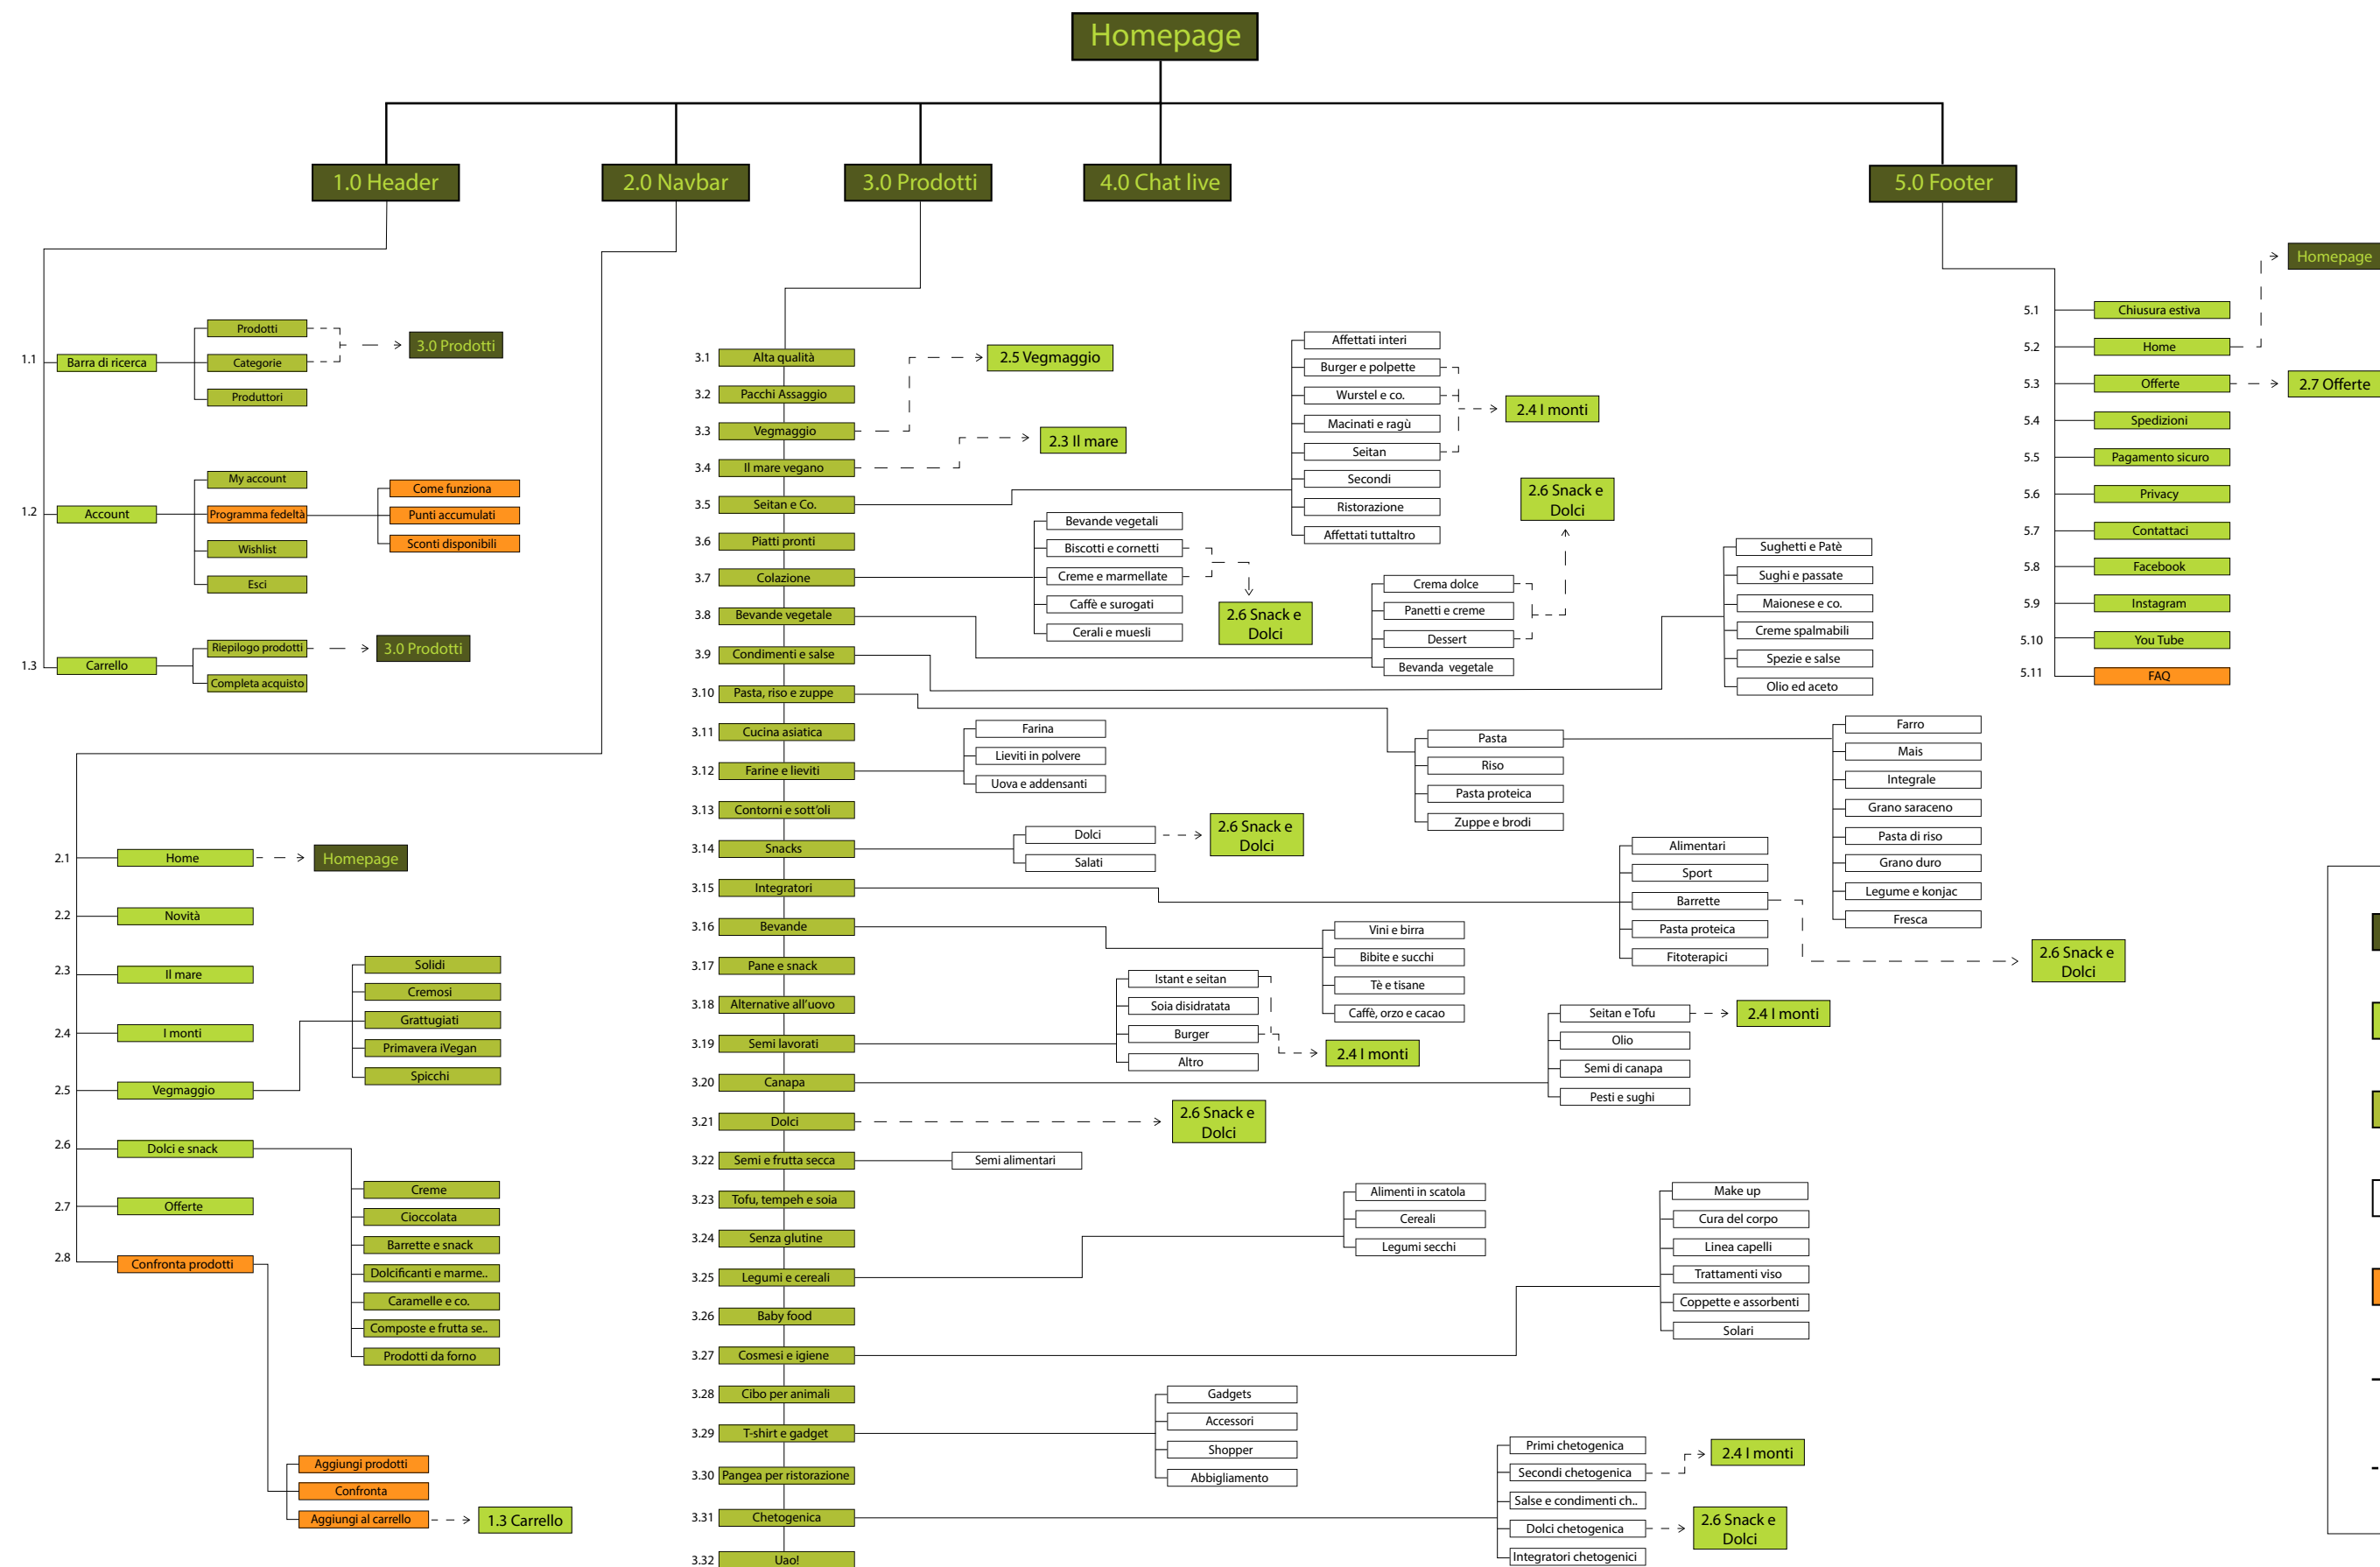 Homepage
1.0 Header
2.0 Navbar
3.0 Prodotti
4.0 Chat live
5.0 Footer
1.1
Barra di ricerca
Prodotti
Categorie
Produttori
3.0 Prodotti
1.2
Account
My account
Programma fedeltà
Wishlist
Esci
Come funziona
Punti accumulati
Sconti disponibili
1.3
Carrello
Riepilogo prodotti
Completa acquisto
3.0 Prodotti
2.1
Home
Homepage
2.2
Novità
2.3
Il mare
2.4
I monti
2.5
Vegmaggio
Solidi
Cremosi
Grattugiati
Primavera iVegan
Spicchi
2.6
Dolci e snack
Creme
Cioccolata
Barrette e snack
Dolcificanti e marme..
Caramelle e co.
Composte e frutta se..
Prodotti da forno
2.7
Offerte
2.8
Confronta prodotti
Aggiungi prodotti
Confronta
Aggiungi al carrello
1.3 Carrello
3.1
Alta qualità
3.2
Pacchi Assaggio
3.3
Vegmaggio
2.5 Vegmaggio
3.4
Il mare vegano
2.3 Il mare
3.5
Seitan e Co.
Affettati interi
Burger e polpette
Wurstel e co.
Macinati e ragù
Seitan
Secondi
Ristorazione
Affettati tuttaltro
2.4 I monti
3.6
Piatti pronti
3.7
Colazione
Bevande vegetali
Biscotti e cornetti
Creme e marmellate
Caffè e surogati
Cerali e muesli
2.6 Snack e
Dolci
3.8
Bevande vegetale
Crema dolce
Panetti e creme
Dessert
Bevanda vegetale
2.6 Snack e
Dolci
3.9
Condimenti e salse
Sughetti e Patè
Sughi e passate
Maionese e co.
Creme spalmabili
Spezie e salse
Olio ed aceto
3.10
Pasta, riso e zuppe
Pasta
Riso
Pasta proteica
Zuppe e brodi
Farro
Mais
Integrale
Grano saraceno
Pasta di riso
Grano duro
Legume e konjac
Fresca
3.11
Cucina asiatica
3.12
Farine e lieviti
Farina
Lieviti in polvere
Uova e addensanti
3.13
Contorni e sott'oli
3.14
Snacks
Dolci
Salati
2.6 Snack e
Dolci
3.15
Integratori
Alimentari
Sport
Barrette
Pasta proteica
Fitoterapici
2.6 Snack e
Dolci
3.16
Bevande
Vini e birra
Bibite e succhi
Tè e tisane
Caffè, orzo e cacao
3.17
Pane e snack
3.18
Alternative all'uovo
3.19
Semi lavorati
Istant e seitan
Soia disidratata
Burger
Altro
2.4 I monti
3.20
Canapa
Seitan e Tofu
Olio
Semi di canapa
Pesti e sughi
2.4 I monti
3.21
Dolci
2.6 Snack e
Dolci
3.22
Semi e frutta secca
Semi alimentari
3.23
Tofu, tempeh e soia
3.24
Senza glutine
3.25
Legumi e cereali
Alimenti in scatola
Cereali
Legumi secchi
3.26
Baby food
3.27
Cosmesi e igiene
Make up
Cura del corpo
Linea capelli
Trattamenti viso
Coppette e assorbenti
Solari
3.28
Cibo per animali
3.29
T-shirt e gadget
Gadgets
Accessori
Shopper
Abbigliamento
3.30
Pangea per ristorazione
3.31
Chetogenica
Primi chetogenica
Secondi chetogenica
Salse e condimenti ch..
Dolci chetogenica
Integratori chetogenici
2.4 I monti
2.6 Snack e
Dolci
3.32
Uao!
5.1
Chiusura estiva
5.2
Home
Homepage
5.3
Offerte
2.7 Offerte
5.4
Spedizioni
5.5
Pagamento sicuro
5.6
Privacy
5.7
Contattaci
5.8
Facebook
5.9
Instagram
5.10
You Tube
5.11
FAQ